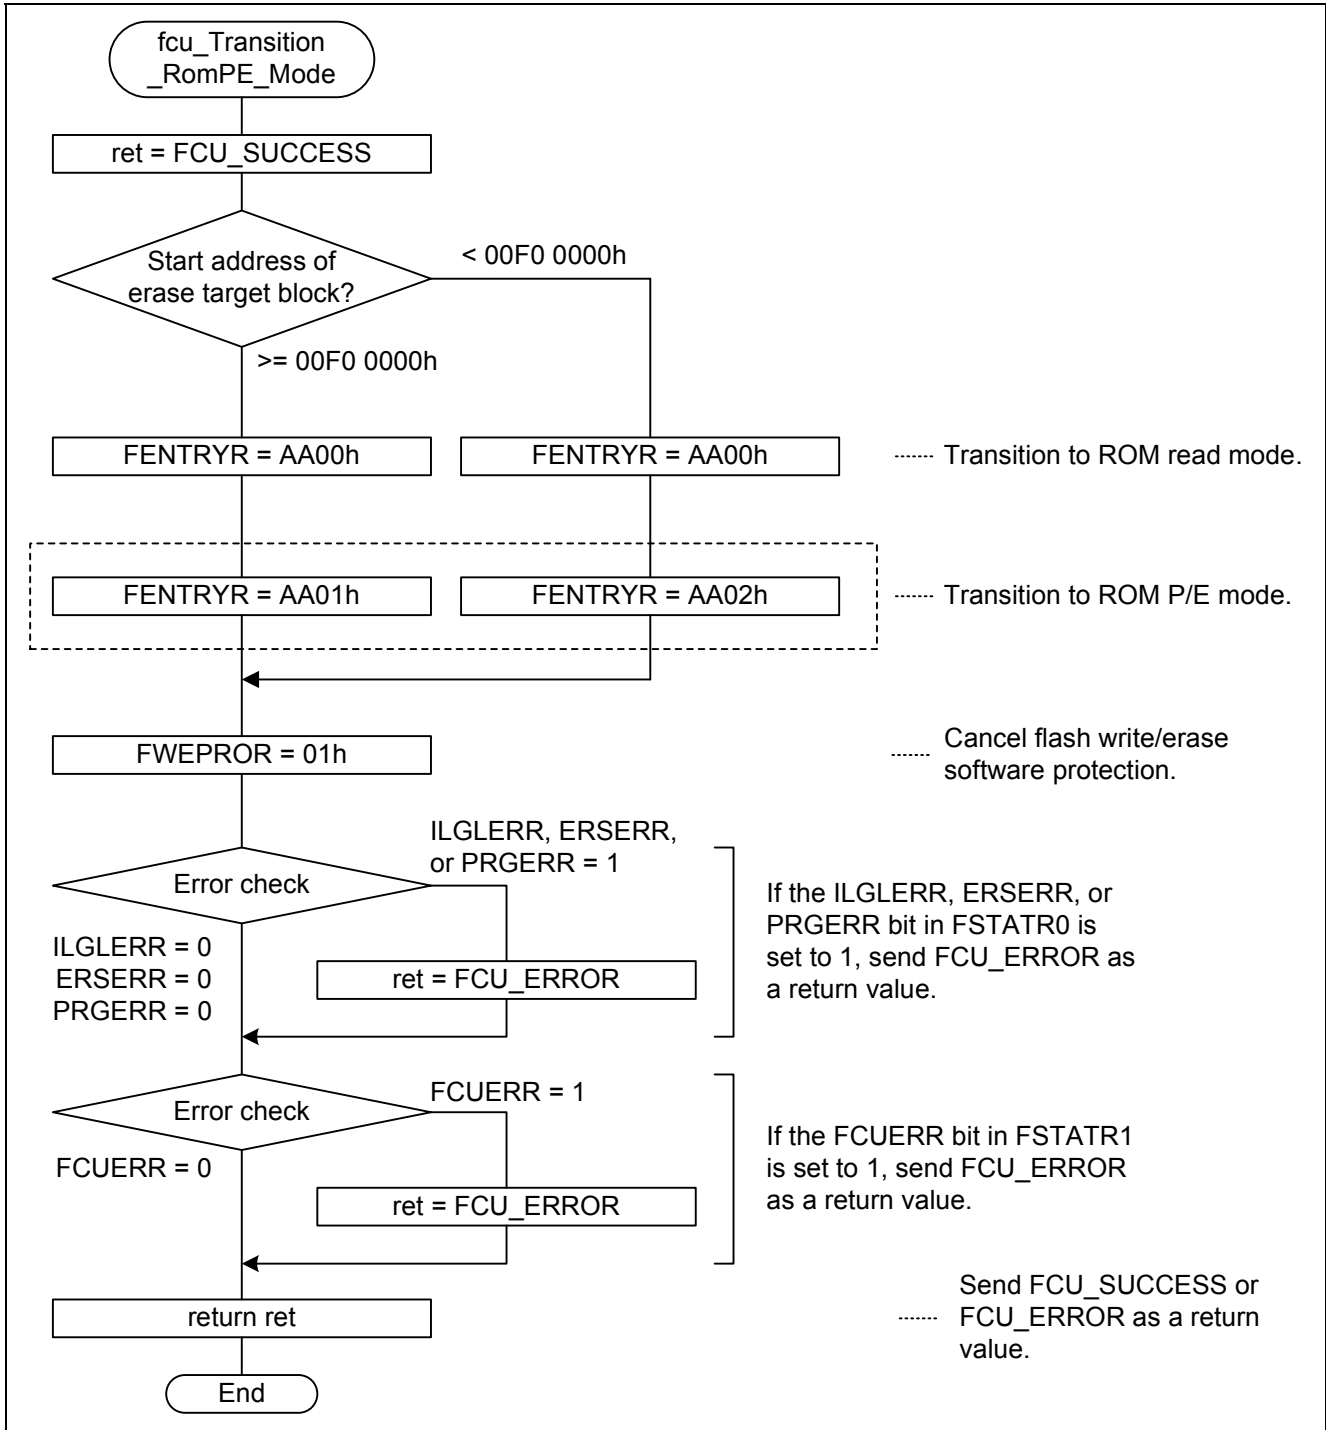 fcu_Transition
_RomPE_Mode
ret = FCU_SUCCESS
Start address of
erase target block?
< 00F0 0000h
>= 00F0 0000h
FENTRYR = AA00h
FENTRYR = AA00h
Transition to ROM read mode.
FENTRYR = AA01h
FENTRYR = AA02h
Transition to ROM P/E mode.
FWEPROR = 01h
Cancel flash write/erase
software protection.
Error check
ILGLERR, ERSERR,
or PRGERR = 1
ILGLERR = 0
ERSERR = 0
PRGERR = 0
ret = FCU_ERROR
If the ILGLERR, ERSERR, or
PRGERR bit in FSTATR0 is
set to 1, send FCU_ERROR as
a return value.
Error check
FCUERR = 1
FCUERR = 0
ret = FCU_ERROR
If the FCUERR bit in FSTATR1
is set to 1, send FCU_ERROR
as a return value.
return ret
Send FCU_SUCCESS or
FCU_ERROR as a return
value.
End